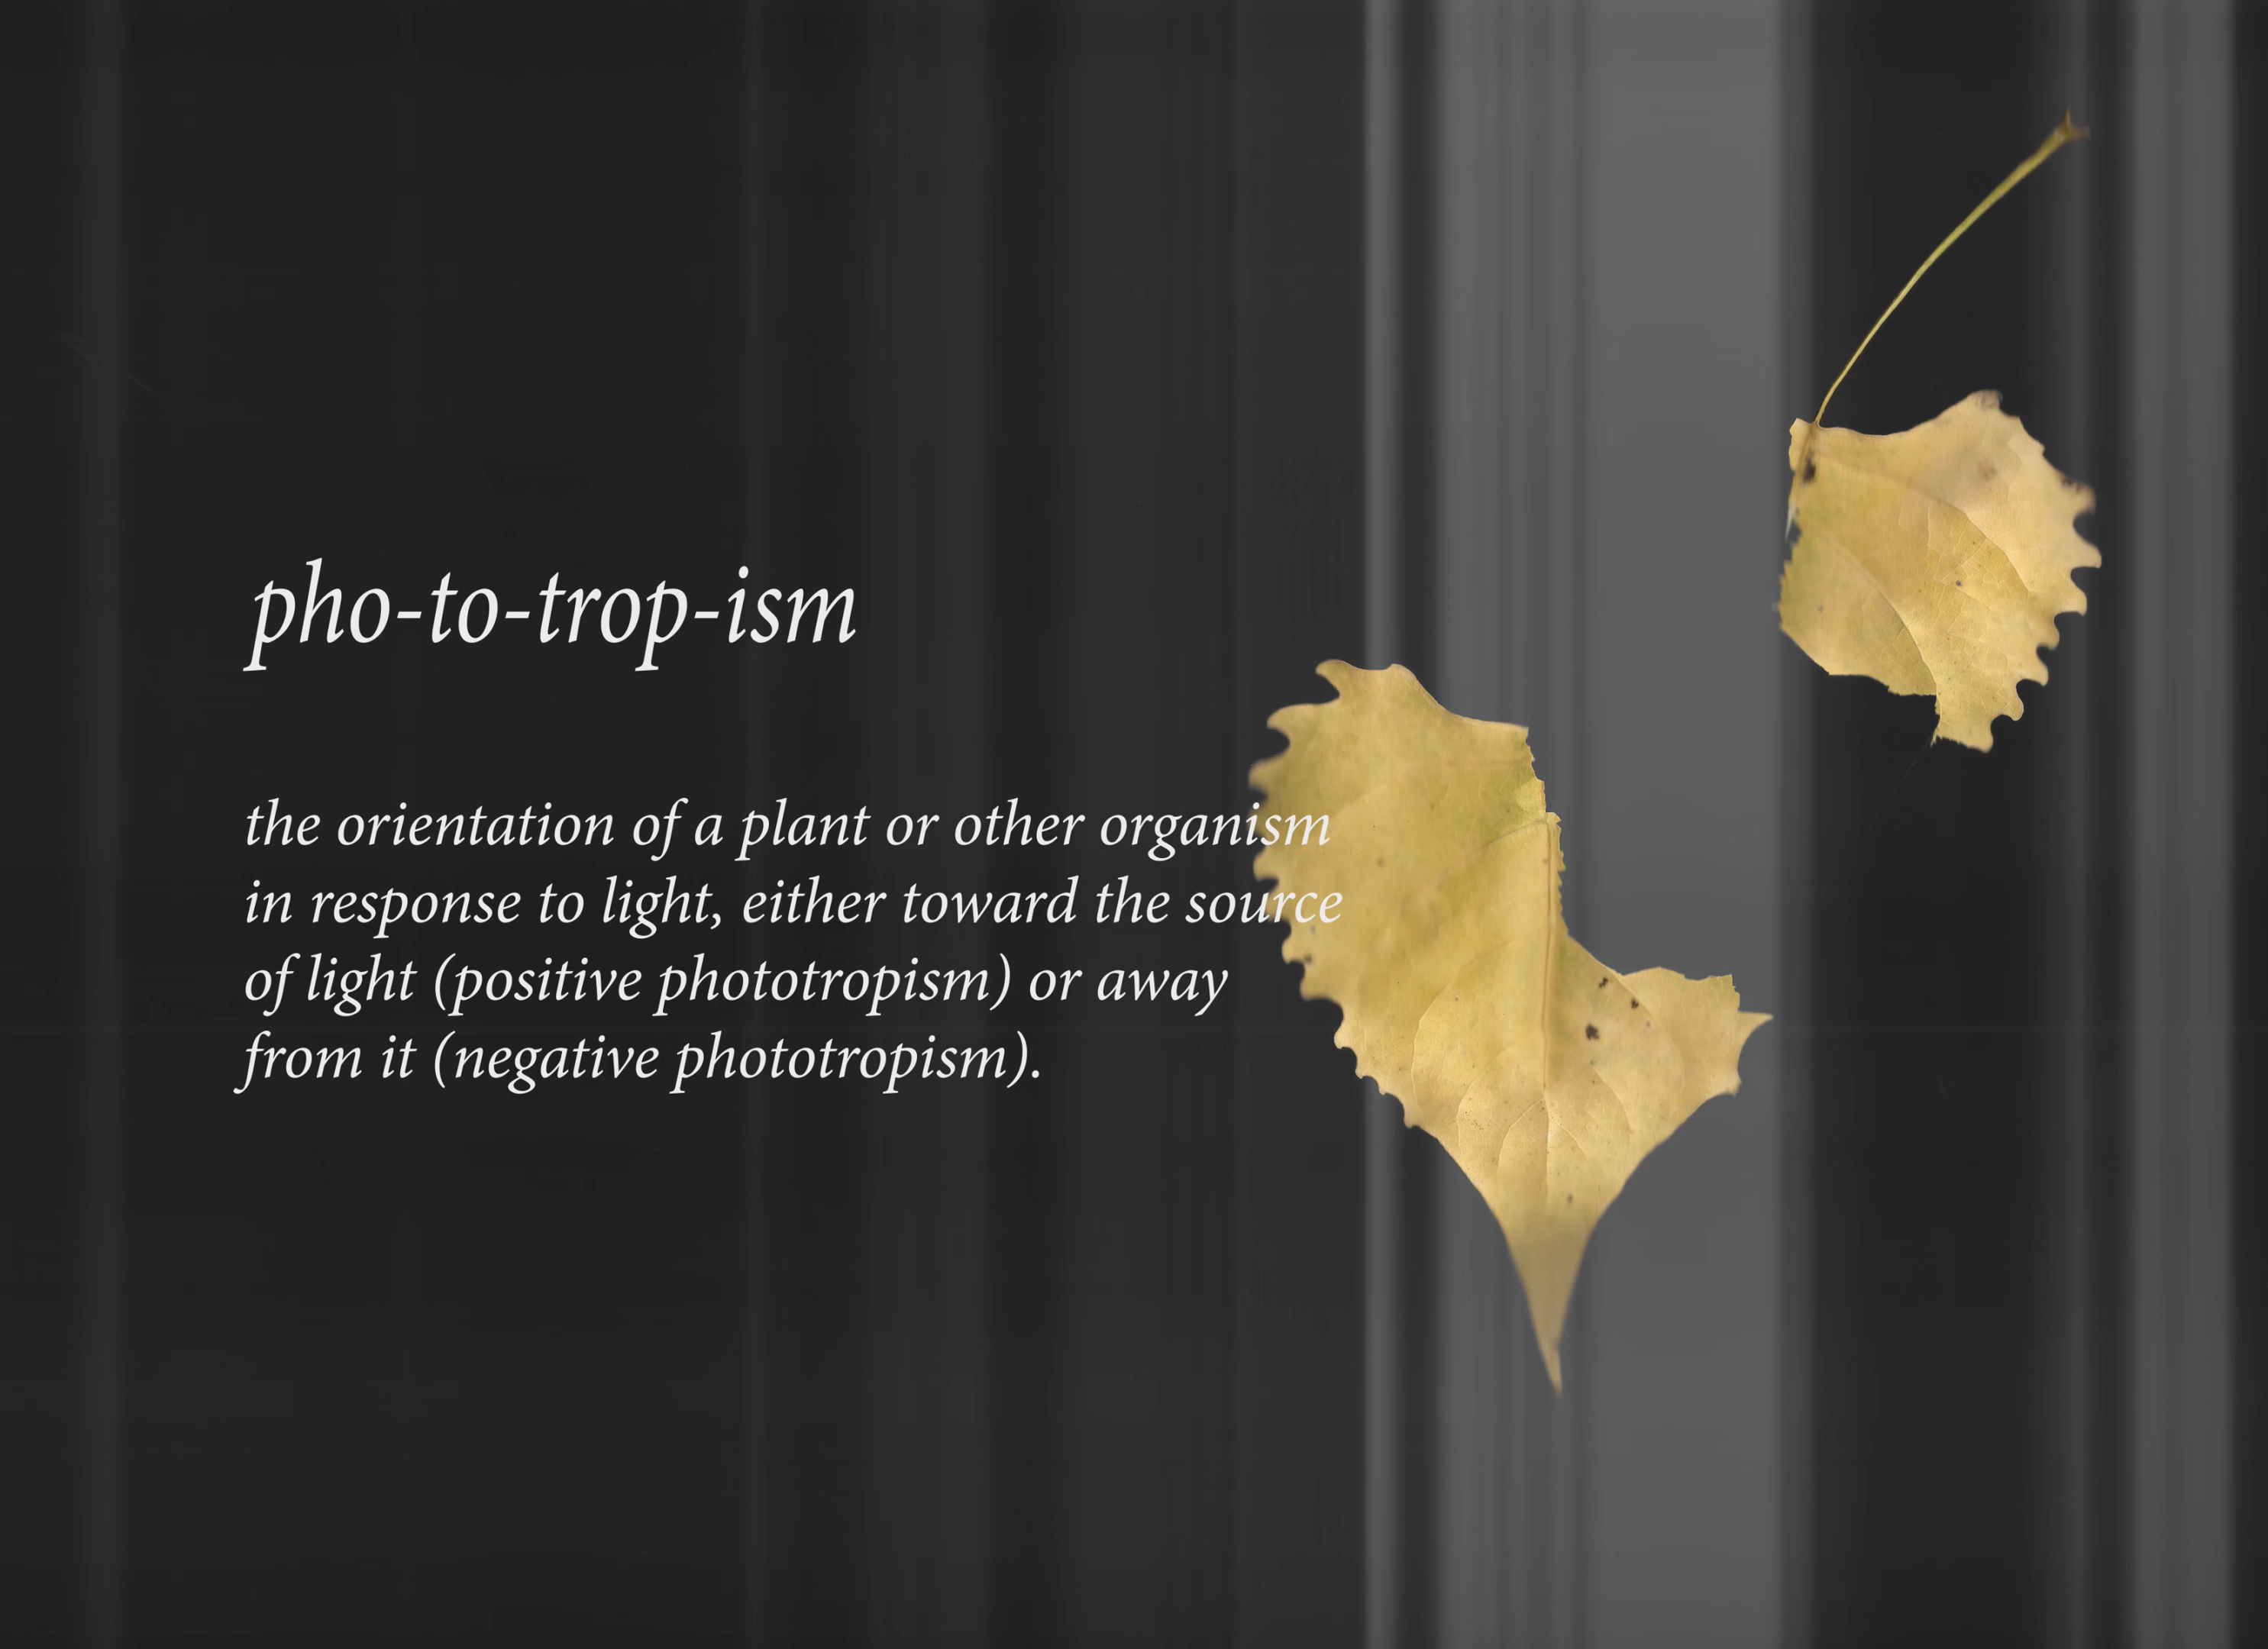 pho-to-trop-ism
the orientation of a plant or other organism
in response to light, either toward the source
of light (positive phototropism) or away
from it (negative phototropism).